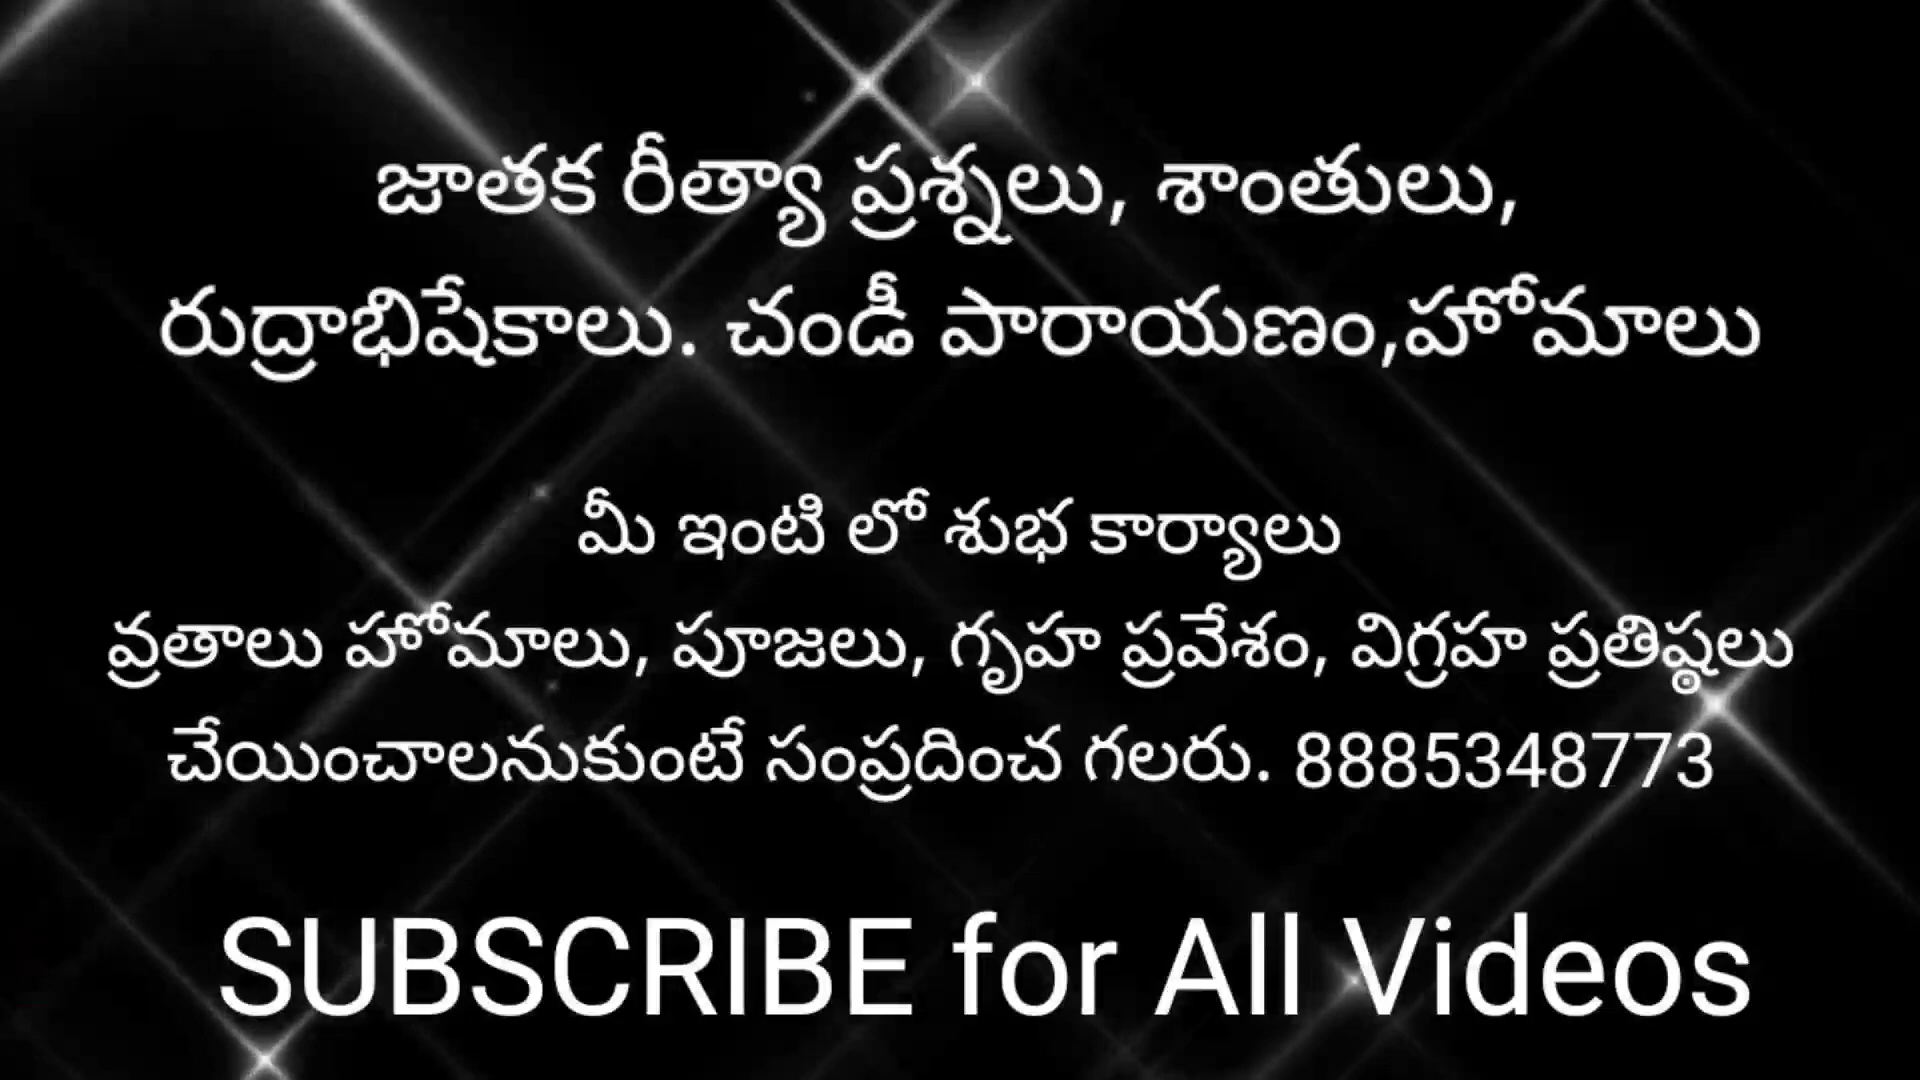 జాతక రీత్యా ప్రశ్నలు, శాంతులు,
రుద్రాభిషేకాలు. చండీ పారాయణం,హోమాలు
మీ ఇంటి లో శుభ కార్యాలు
వ్రతాలు హోమాలు, పూజలు, గృహ ప్రవేశం, విగ్రహ ప్రతిష్ఠలు
చేయించాలనుకుంటే సంప్రదించ గలరు. 8885348773
SUBSCRIBE for All Videos